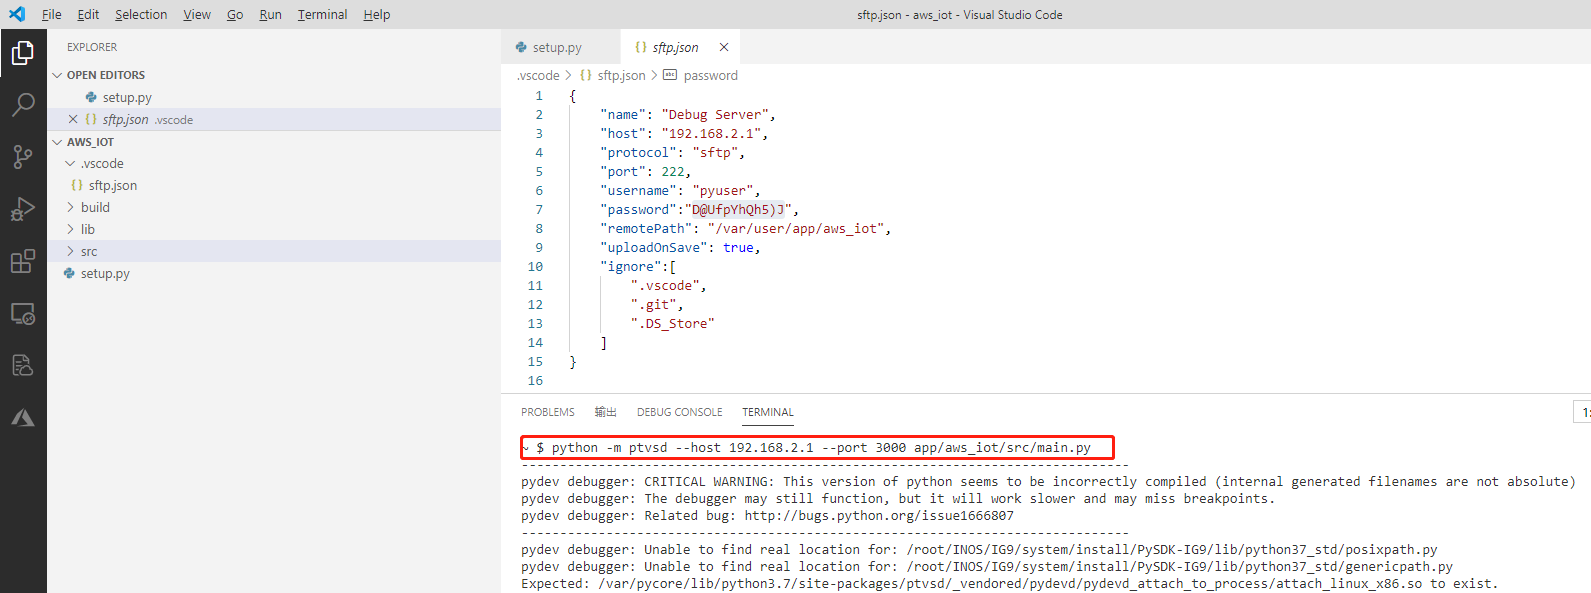 File Edit Selection View Go Run Terminal Help
sftp.json - aws_iot - Visual Studio Code
EXPLORER
OPEN EDITORS
setup.py
sftp.json .vscode
AWS_IOT
.vscode
{} sftp.json
build
lib
src
setup.py
setup.py
{} sftp.json
.vscode > {} sftp.json > abc password
1 {
2 "name": "Debug Server",
3 "host": "192.168.2.1",
4 "protocol": "sftp",
5 "port": 222,
6 "username": "pyuser",
7 "password":"D@UfpYhQh5)J",
8 "remotePath": "/var/user/app/aws_iot",
9 "uploadOnSave": true,
10 "ignore":[
11 ".vscode",
12 ".git",
13 ".DS_Store"
14 ]
15 }
16
PROBLEMS 输出 DEBUG CONSOLE TERMINAL
1:
~ $ python -m ptvsd --host 192.168.2.1 --port 3000 app/aws_iot/src/main.py
-------------------------------------------------------------------------------
pydev debugger: CRITICAL WARNING: This version of python seems to be incorrectly compiled (internal generated filenames are not absolute)
pydev debugger: The debugger may still function, but it will work slower and may miss breakpoints.
pydev debugger: Related bug: http://bugs.python.org/issue1666807
-------------------------------------------------------------------------------
pydev debugger: Unable to find real location for: /root/INOS/IG9/system/install/PySDK-IG9/lib/python37_std/posixpath.py
pydev debugger: Unable to find real location for: /root/INOS/IG9/system/install/PySDK-IG9/lib/python37_std/genericpath.py
Expected: /var/pycore/lib/python3.7/site-packages/ptvsd/_vendored/pydevd/pydevd_attach_to_process/attach_linux_x86.so to exist.